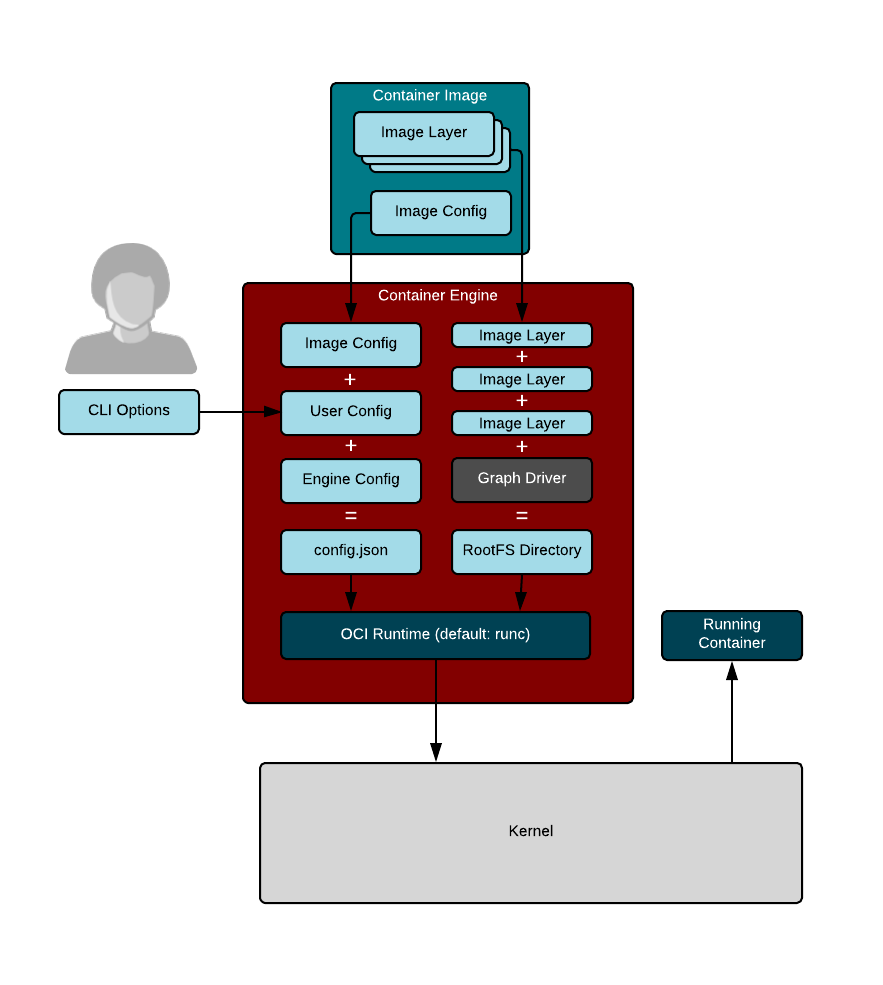 Container Image
Image Layer
Image Config
Container Engine
Image Config
+
User Config
+
Engine Config
=
config.json
Image Layer
+
Image Layer
+
Image Layer
+
Graph Driver
=
RootFS Directory
CLI Options
OCI Runtime (default: runc)
Running
Container
Kernel